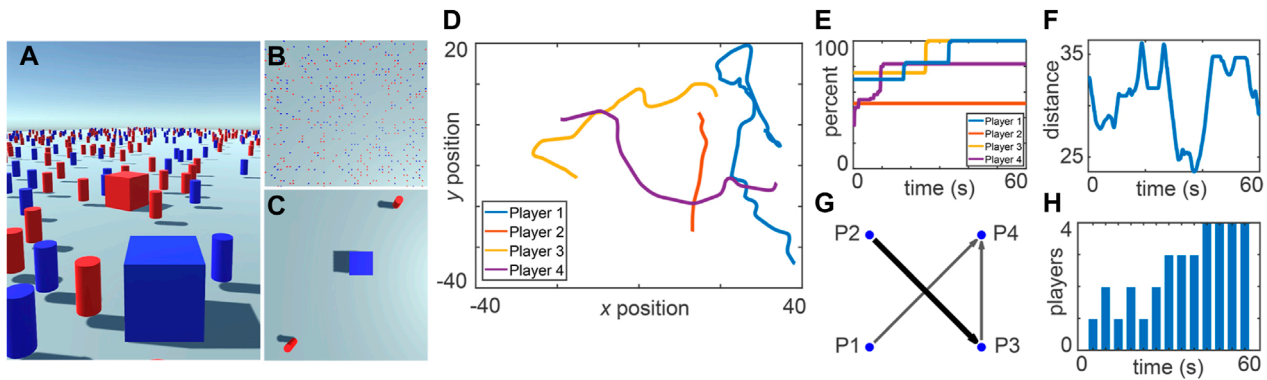 A
B
C
D
20
y position
-40
-40
x position
40
Player 1
Player 2
Player 3
Player 4
E
100
percent
0
0
time (s)
60
Player 1
Player 2
Player 3
Player 4
F
35
distance
25
0
time (s)
60
G
P2
P4
P1
P3
H
4
players
0
0
time (s)
60